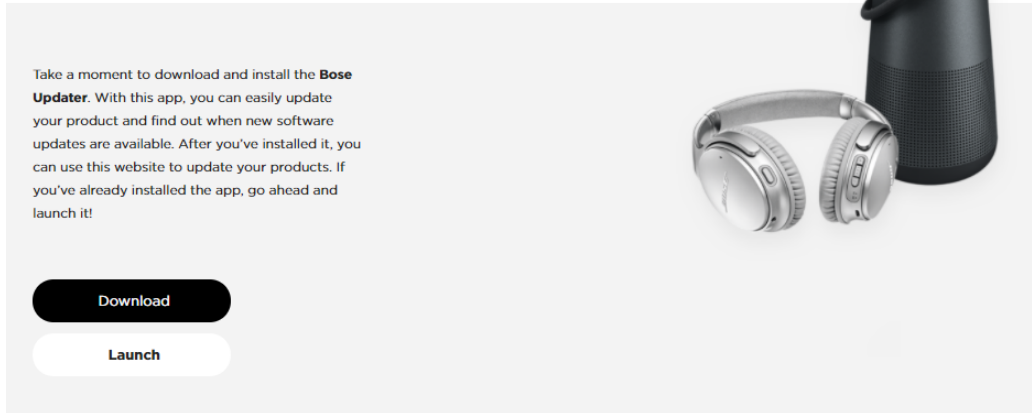 Take a moment to download and install the Bose
Updater. With this app, you can easily update
your product and find out when new software
updates are available. After you've installed it, you
can use this website to update your products. If
you've already installed the app, go ahead and
launch it!
Download
Launch